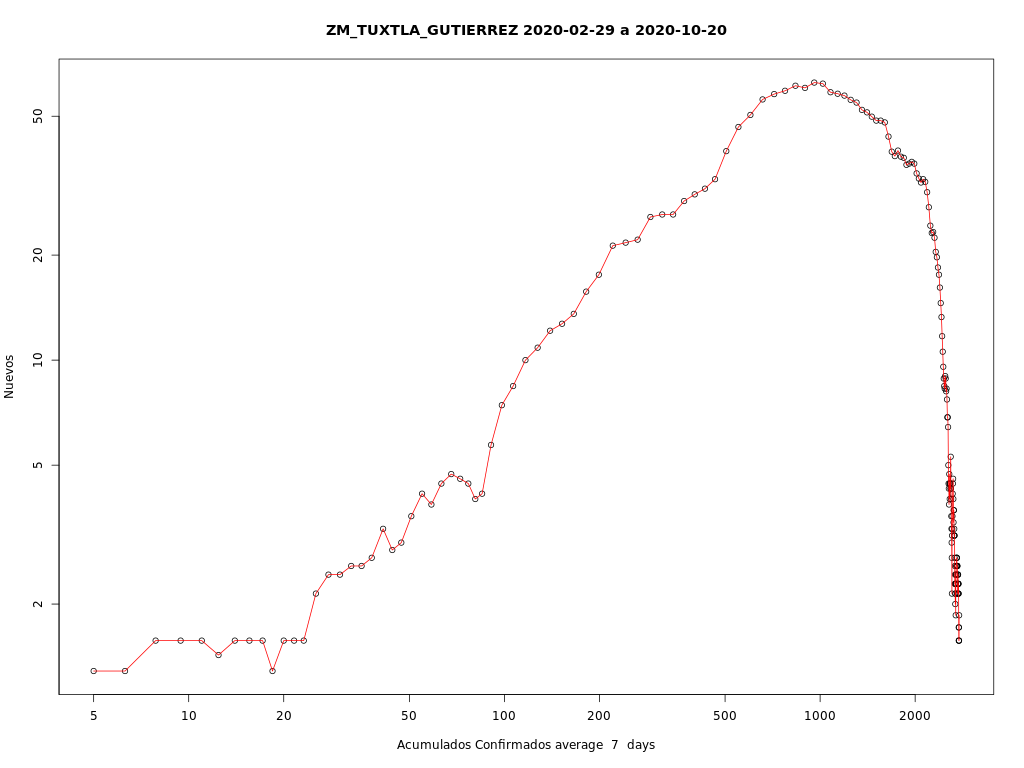 ZM_TUXTLA_GUTIERREZ 2020-02-29 a 2020-10-20
Nuevos
50
20
10
5
2
5 10 20 50 100 200 500 1000 2000
Acumulados Confirmados average 7 days